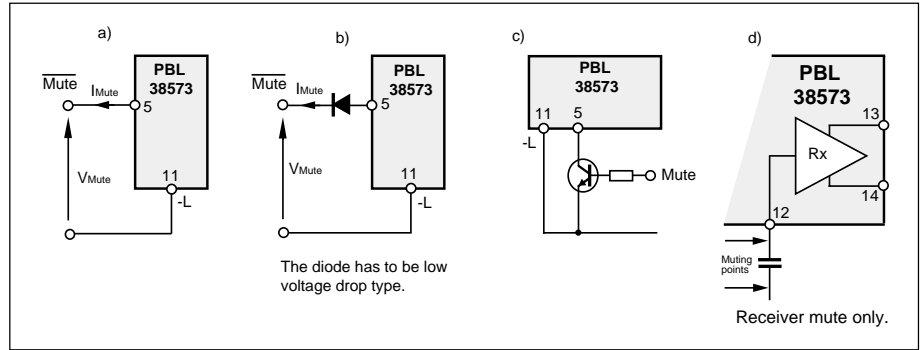 a)
Mute
IMute
PBL
38573
5
VMute
11
-L
b)
Mute
IMute
PBL
38573
5
VMute
11
-L
The diode has to be low
voltage drop type.
c)
PBL
38573
11 5
-L
Mute
d)
PBL
38573
13
Rx
14
12
Muting
points
Receiver mute only.